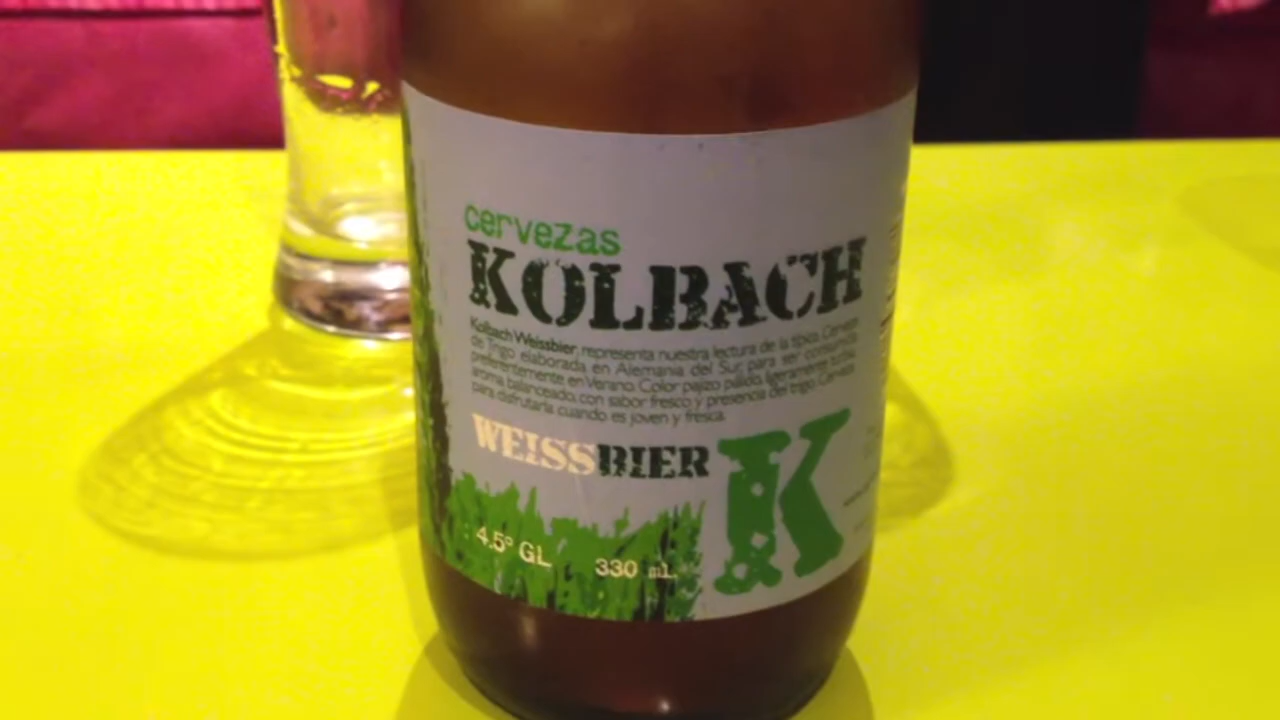 cervezas
KOLBACH
Kolbach Weissbier, representa nuestra lectura de la típica Cerveza
de Trigo elaborada en Alemania del Sur, para ser consumida
preferentemente en Verano. Color pajizo pálido, ligeramente turbio,
aroma balanceado, con sabor fresco y presencia del trigo. Cerveza
para disfrutarla cuando es joven y fresca.
WEISSBIER
K
4.5° GL 330 mL